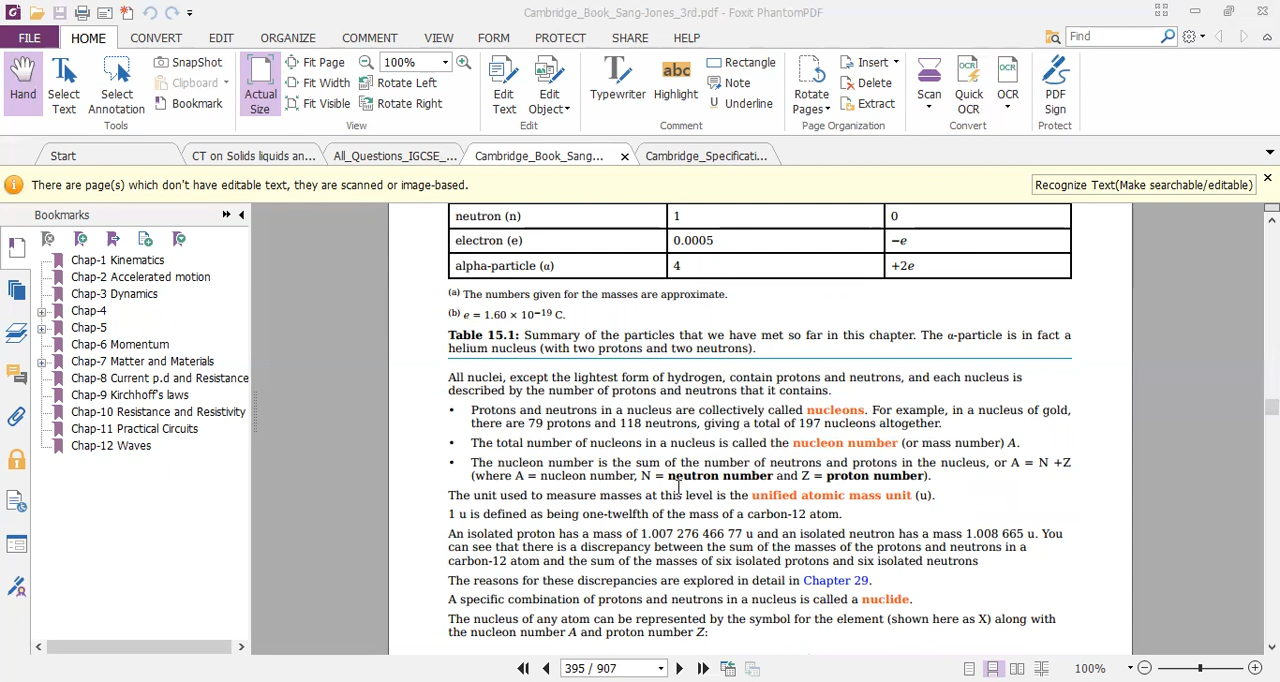 Cambridge_Book_Sang-Jones_3rd.pdf - Foxit PhantomPDF
FILE HOME CONVERT EDIT ORGANIZE COMMENT VIEW FORM PROTECT SHARE HELP Find
Hand
Select Text
Select Annotation
SnapShot
Clipboard
Bookmark
Tools
Actual Size
Fit Page
Fit Width
Fit Visible
100%
Rotate Left
Rotate Right
View
Edit Text
Edit Object
Edit
Typewriter
abc
Highlight
Rectangle
Note
Underline
Comment
Rotate Pages
Insert
Delete
Extract
Page Organization
Scan
OCR
Quick OCR
OCR
OCR
Convert
PDF Sign
Protect
Start CT on Solids liquids an... All_Questions_IGCSE_... Cambridge_Book_Sang... Cambridge_Specificati...
There are page(s) which don't have editable text, they are scanned or image-based. Recognize Text(Make searchable/editable)
Bookmarks
Chap-1 Kinematics
Chap-2 Accelerated motion
Chap-3 Dynamics
Chap-4
Chap-5
Chap-6 Momentum
Chap-7 Matter and Materials
Chap-8 Current p.d and Resistance
Chap-9 Kirchhoff's laws
Chap-10 Resistance and Resistivity
Chap-11 Practical Circuits
Chap-12 Waves
neutron (n) 1 0
electron (e) 0.0005 −e
alpha-particle (α) 4 +2e
(a) The numbers given for the masses are approximate.
(b) e = 1.60 × 10−19 C.
Table 15.1: Summary of the particles that we have met so far in this chapter. The α-particle is in fact a
helium nucleus (with two protons and two neutrons).
All nuclei, except the lightest form of hydrogen, contain protons and neutrons, and each nucleus is
described by the number of protons and neutrons that it contains.
• Protons and neutrons in a nucleus are collectively called nucleons. For example, in a nucleus of gold,
there are 79 protons and 118 neutrons, giving a total of 197 nucleons altogether.
• The total number of nucleons in a nucleus is called the nucleon number (or mass number) A.
• The nucleon number is the sum of the number of neutrons and protons in the nucleus, or A = N +Z
(where A = nucleon number, N = neutron number and Z = proton number).
The unit used to measure masses at this level is the unified atomic mass unit (u).
1 u is defined as being one-twelfth of the mass of a carbon-12 atom.
An isolated proton has a mass of 1.007 276 466 77 u and an isolated neutron has a mass 1.008 665 u. You
can see that there is a discrepancy between the sum of the masses of the protons and neutrons in a
carbon-12 atom and the sum of the masses of six isolated protons and six isolated neutrons
The reasons for these discrepancies are explored in detail in Chapter 29.
A specific combination of protons and neutrons in a nucleus is called a nuclide.
The nucleus of any atom can be represented by the symbol for the element (shown here as X) along with
the nucleon number A and proton number Z:
395 / 907 100%